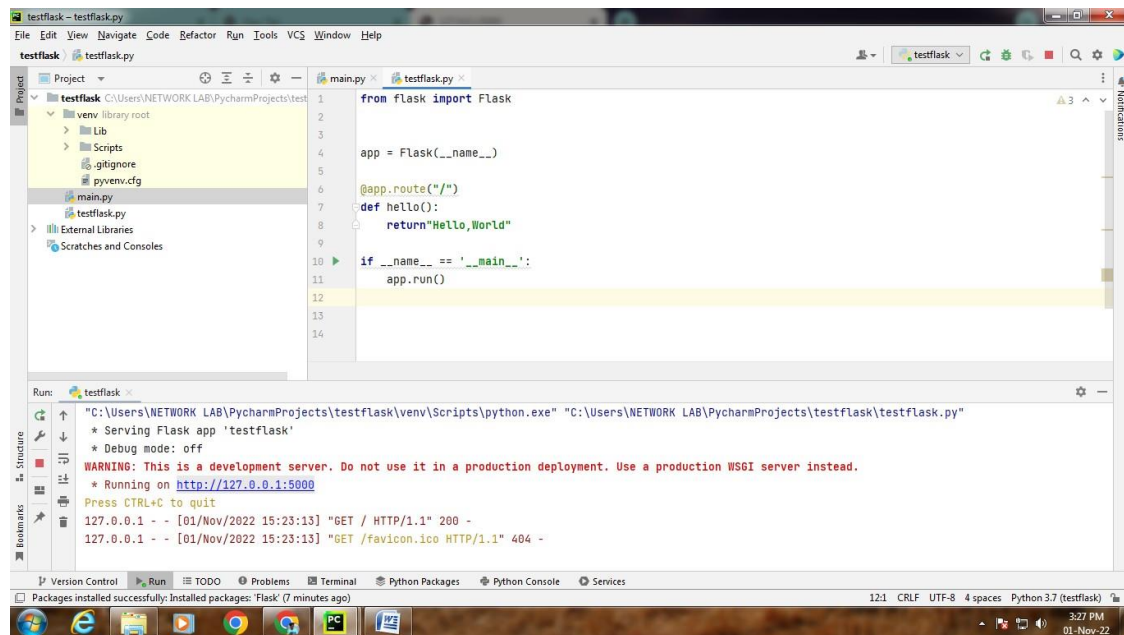 testflask – testflask.py
File Edit View Navigate Code Refactor Run Tools VCS Window Help
testflask testflask.py
testflask
Project
Project
main.py
testflask.py
Notifications
testflask C:\Users\NETWORK LAB\PycharmProjects\test
venv library root
Lib
Scripts
.gitignore
pyvenv.cfg
main.py
testflask.py
External Libraries
Scratches and Consoles
1 from flask import Flask
2
3
4 app = Flask(__name__)
5
6 @app.route("/")
7 def hello():
8 return"Hello,World"
9
10 if __name__ == '__main__':
11 app.run()
12
13
14
3
Run: testflask
"C:\Users\NETWORK LAB\PycharmProjects\testflask\venv\Scripts\python.exe" "C:\Users\NETWORK LAB\PycharmProjects\testflask\testflask.py"
* Serving Flask app 'testflask'
* Debug mode: off
WARNING: This is a development server. Do not use it in a production deployment. Use a production WSGI server instead.
* Running on http://127.0.0.1:5000
Press CTRL+C to quit
127.0.0.1 - - [01/Nov/2022 15:23:13] "GET / HTTP/1.1" 200 -
127.0.0.1 - - [01/Nov/2022 15:23:13] "GET /favicon.ico HTTP/1.1" 404 -
Structure
Bookmarks
Version Control Run TODO Problems Terminal Python Packages Python Console Services
Packages installed successfully: Installed packages: 'Flask' (7 minutes ago)
12:1 CRLF UTF-8 4 spaces Python 3.7 (testflask)
PC
3:27 PM
01-Nov-22